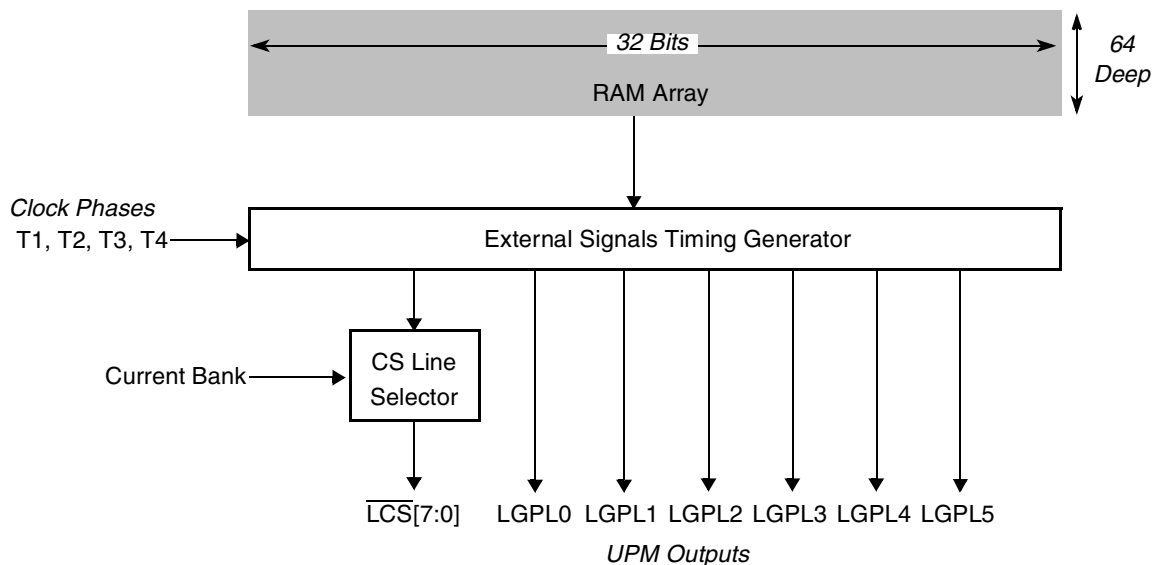 32 Bits
64
Deep
RAM Array
Clock Phases
T1, T2, T3, T4
External Signals Timing Generator
Current Bank
CS Line
Selector
L̅C̅S̅[7:0] LGPL0 LGPL1 LGPL2 LGPL3 LGPL4 LGPL5
UPM Outputs